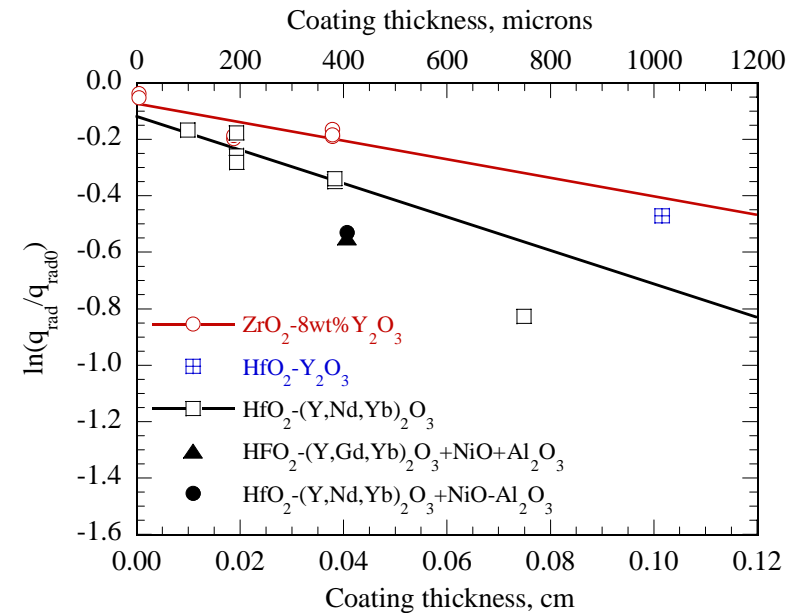 Coating thickness, microns
0 200 400 600 800 1000 1200
0.0
-0.2
-0.4
-0.6
-0.8
-1.0
-1.2
-1.4
-1.6
ln(q_rad/q_rad0)
ZrO₂-8wt%Y₂O₃
HfO₂-Y₂O₃
HfO₂-(Y,Nd,Yb)₂O₃
HFO₂-(Y,Gd,Yb)₂O₃+NiO+Al₂O₃
HfO₂-(Y,Nd,Yb)₂O₃+NiO-Al₂O₃
0.00 0.02 0.04 0.06 0.08 0.10 0.12
Coating thickness, cm